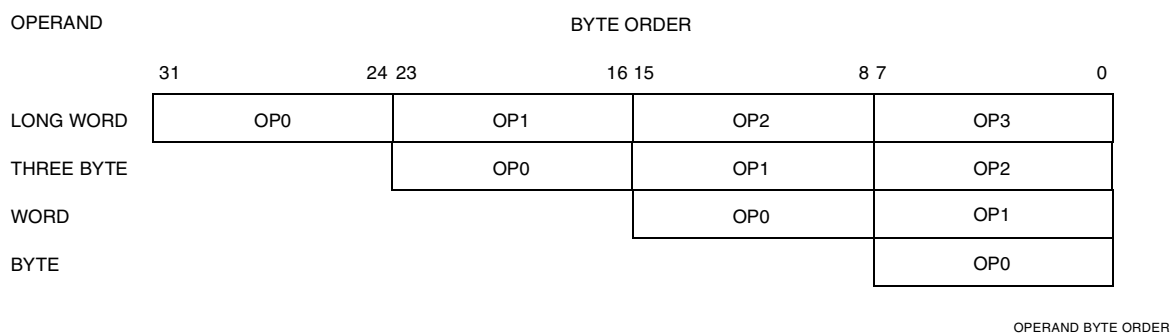 OPERAND BYTE ORDER
31 24 23 16 15 8 7 0
LONG WORD OP0 OP1 OP2 OP3
THREE BYTE OP0 OP1 OP2
WORD OP0 OP1
BYTE OP0
OPERAND BYTE ORDER